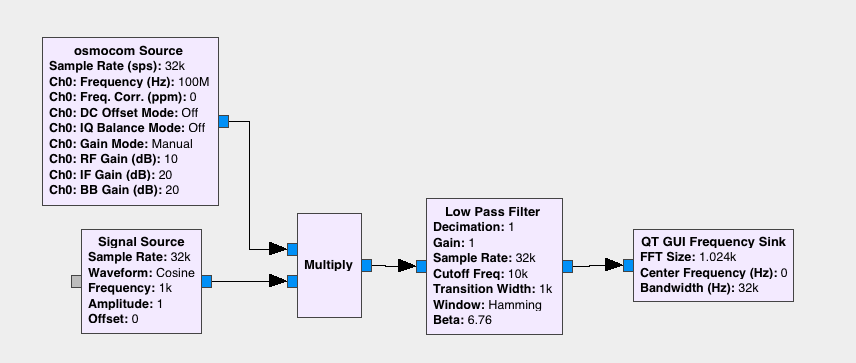 osmocom Source
Sample Rate (sps): 32k
Ch0: Frequency (Hz): 100M
Ch0: Freq. Corr. (ppm): 0
Ch0: DC Offset Mode: Off
Ch0: IQ Balance Mode: Off
Ch0: Gain Mode: Manual
Ch0: RF Gain (dB): 10
Ch0: IF Gain (dB): 20
Ch0: BB Gain (dB): 20
Signal Source
Sample Rate: 32k
Waveform: Cosine
Frequency: 1k
Amplitude: 1
Offset: 0
Multiply
Low Pass Filter
Decimation: 1
Gain: 1
Sample Rate: 32k
Cutoff Freq: 10k
Transition Width: 1k
Window: Hamming
Beta: 6.76
QT GUI Frequency Sink
FFT Size: 1.024k
Center Frequency (Hz): 0
Bandwidth (Hz): 32k